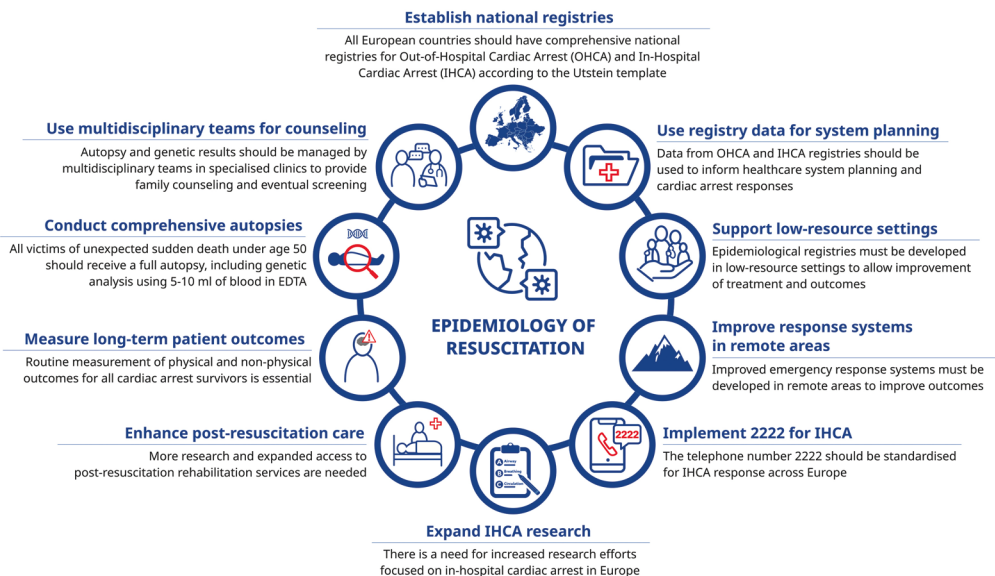 Establish national registries
All European countries should have comprehensive national
registries for Out-of-Hospital Cardiac Arrest (OHCA) and In-Hospital
Cardiac Arrest (IHCA) according to the Utstein template
Use registry data for system planning
Data from OHCA and IHCA registries should be
used to inform healthcare system planning and
cardiac arrest responses
Support low-resource settings
Epidemiological registries must be developed
in low-resource settings to allow improvement
of treatment and outcomes
Improve response systems
in remote areas
Improved emergency response systems must be
developed in remote areas to improve outcomes
Implement 2222 for IHCA
The telephone number 2222 should be standardised
for IHCA response across Europe
2222
Expand IHCA research
There is a need for increased research efforts
focused on in-hospital cardiac arrest in Europe
A Airway
B Breathing
C Circulation
Enhance post-resuscitation care
More research and expanded access to
post-resuscitation rehabilitation services are needed
Measure long-term patient outcomes
Routine measurement of physical and non-physical
outcomes for all cardiac arrest survivors is essential
Conduct comprehensive autopsies
All victims of unexpected sudden death under age 50
should receive a full autopsy, including genetic
analysis using 5-10 ml of blood in EDTA
Use multidisciplinary teams for counseling
Autopsy and genetic results should be managed by
multidisciplinary teams in specialised clinics to provide
family counseling and eventual screening
EPIDEMIOLOGY OF
RESUSCITATION